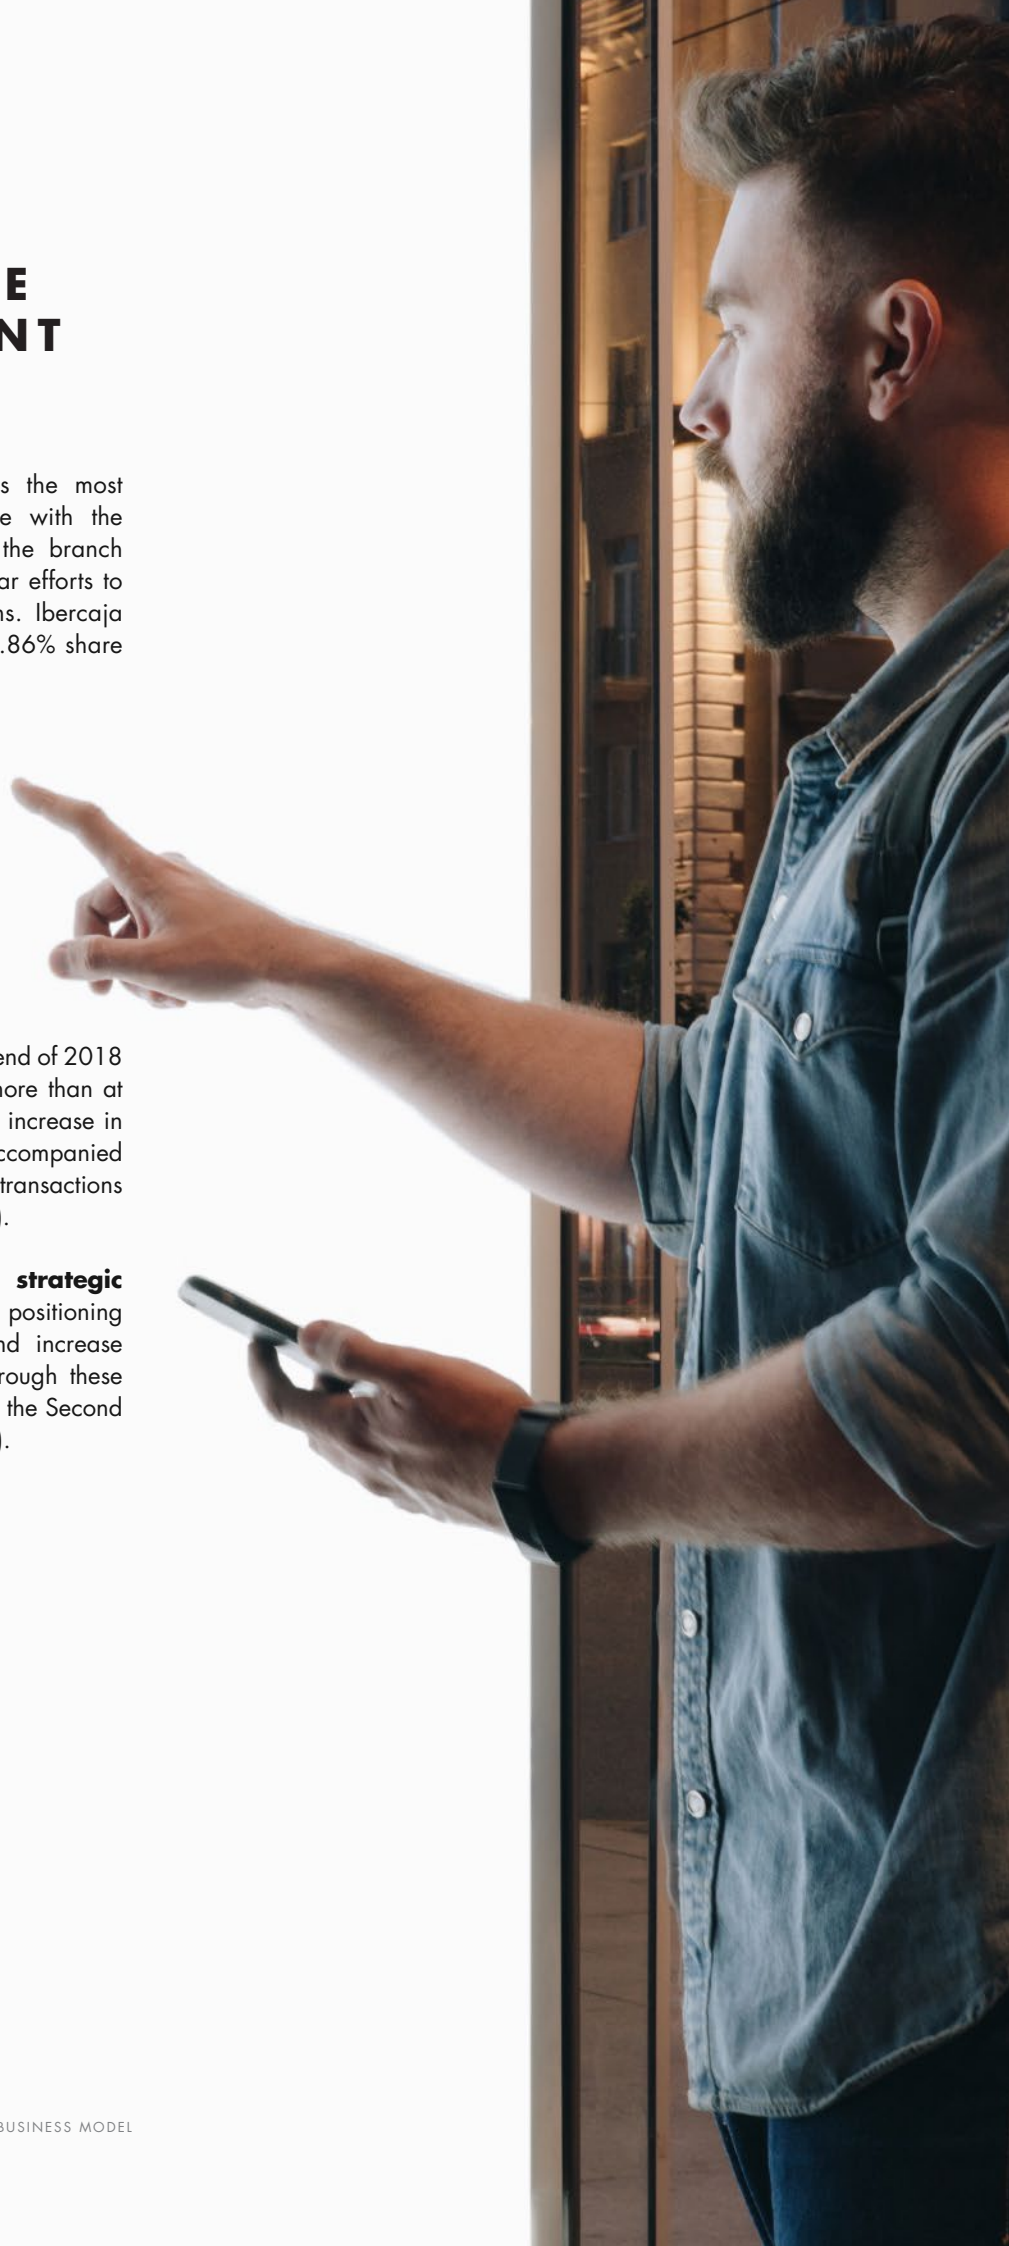 E
NT
s the most
e with the
the branch
ar efforts to
ns. Ibercaja
.86% share
end of 2018
more than at
increase in
ccompanied
transactions
).
strategic
positioning
nd increase
rough these
the Second
).
BUSINESS MODEL